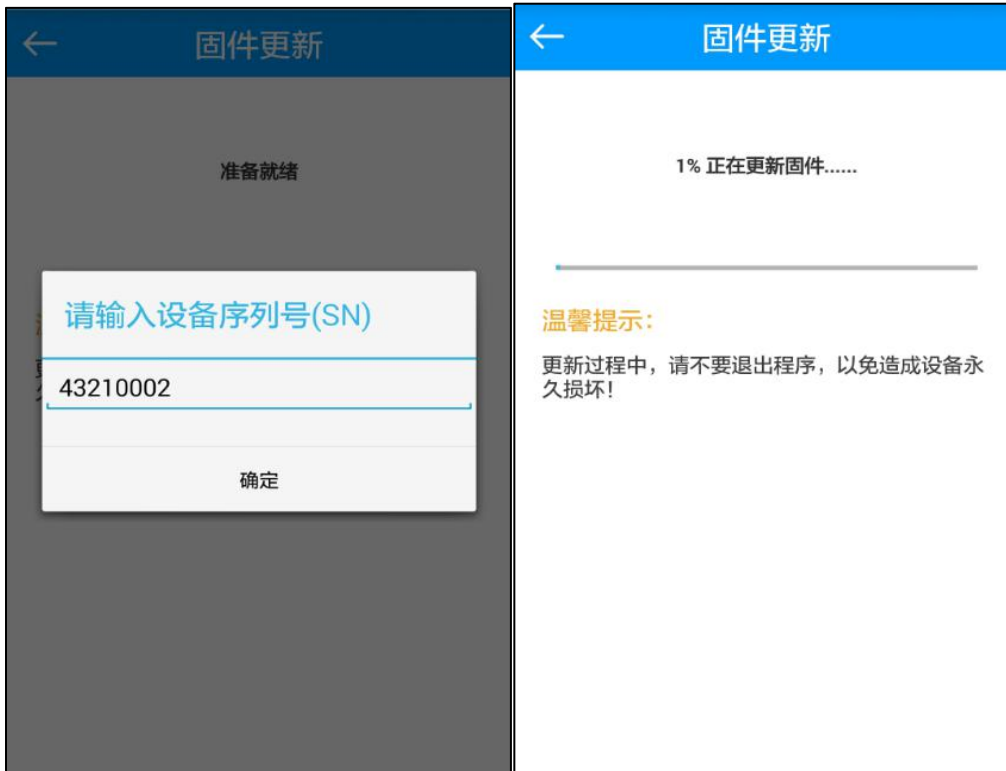 固件更新
准备就绪
请输入设备序列号(SN)
43210002
确定
固件更新
1% 正在更新固件......
温馨提示：
更新过程中，请不要退出程序，以免造成设备永
久损坏！